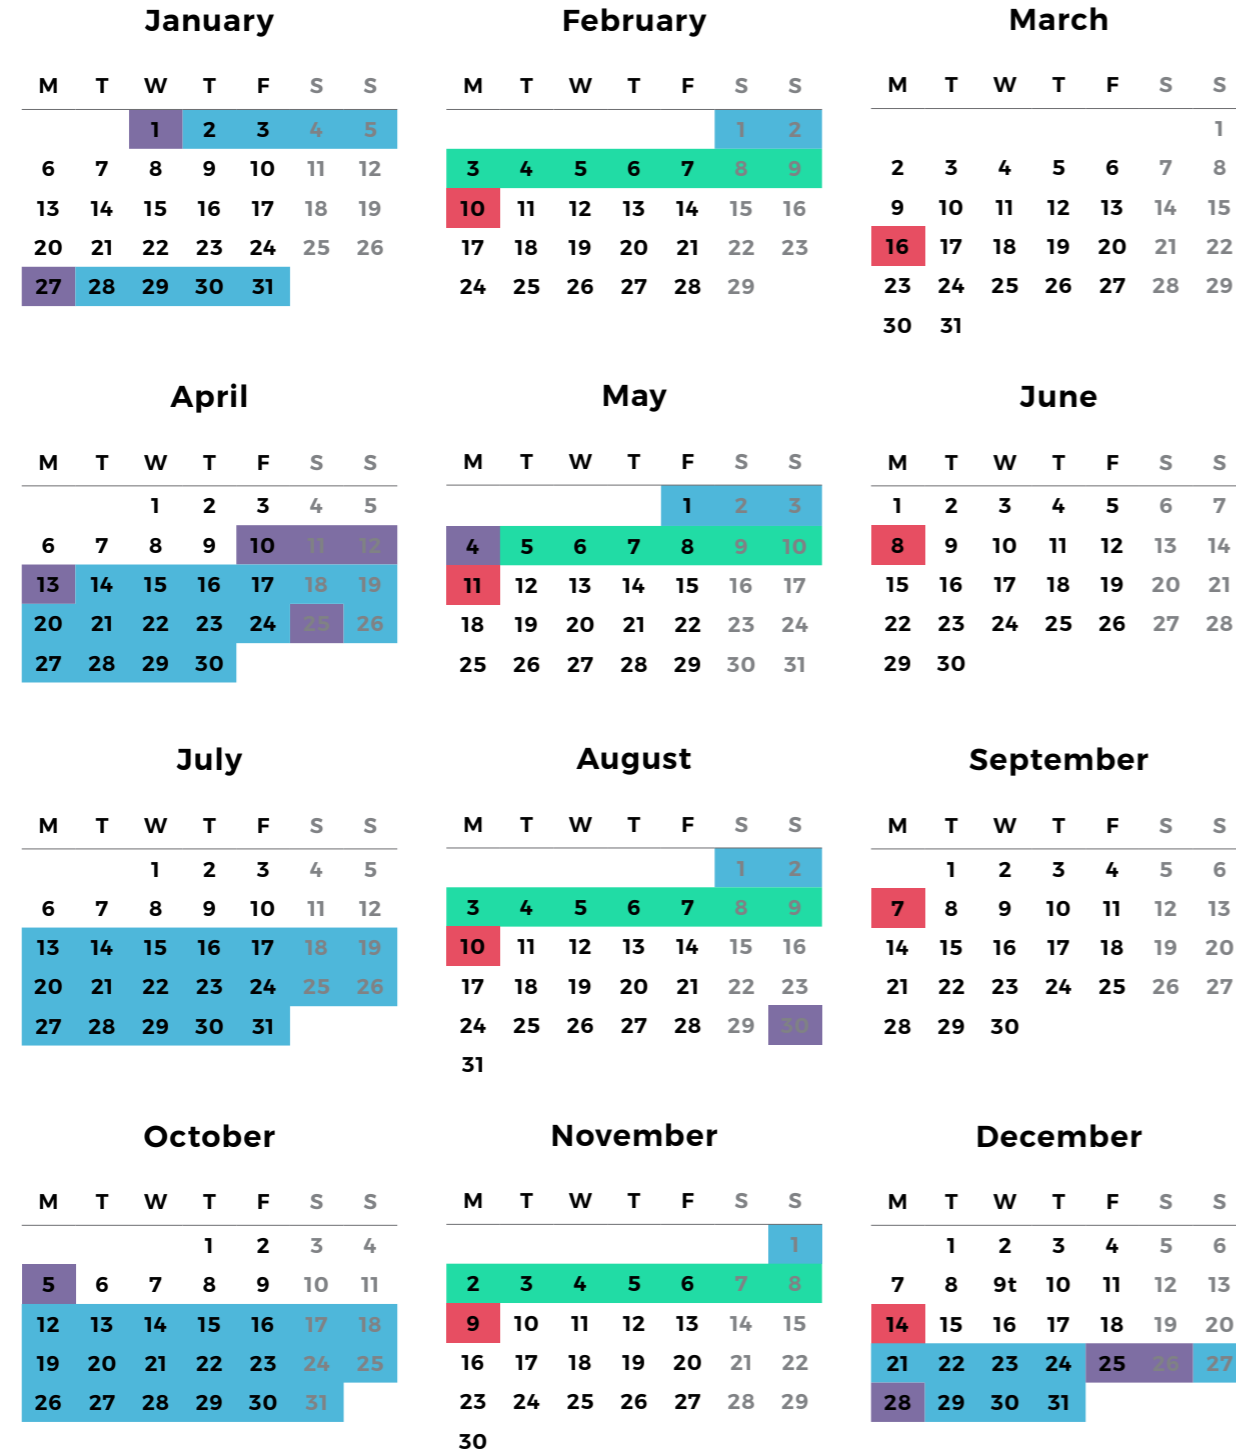 January
M T W T F S S
1 2 3 4 5
6 7 8 9 10 11 12
13 14 15 16 17 18 19
20 21 22 23 24 25 26
27 28 29 30 31
February
M T W T F S S
1 2
3 4 5 6 7 8 9
10 11 12 13 14 15 16
17 18 19 20 21 22 23
24 25 26 27 28 29
March
M T W T F S S
1
2 3 4 5 6 7 8
9 10 11 12 13 14 15
16 17 18 19 20 21 22
23 24 25 26 27 28 29
30 31
April
M T W T F S S
1 2 3 4 5
6 7 8 9 10 11 12
13 14 15 16 17 18 19
20 21 22 23 24 25 26
27 28 29 30
May
M T W T F S S
1 2 3
4 5 6 7 8 9 10
11 12 13 14 15 16 17
18 19 20 21 22 23 24
25 26 27 28 29 30 31
June
M T W T F S S
1 2 3 4 5 6 7
8 9 10 11 12 13 14
15 16 17 18 19 20 21
22 23 24 25 26 27 28
29 30
July
M T W T F S S
1 2 3 4 5
6 7 8 9 10 11 12
13 14 15 16 17 18 19
20 21 22 23 24 25 26
27 28 29 30 31
August
M T W T F S S
1 2
3 4 5 6 7 8 9
10 11 12 13 14 15 16
17 18 19 20 21 22 23
24 25 26 27 28 29 30
31
September
M T W T F S S
1 2 3 4 5 6
7 8 9 10 11 12 13
14 15 16 17 18 19 20
21 22 23 24 25 26 27
28 29 30
October
M T W T F S S
1 2 3 4
5 6 7 8 9 10 11
12 13 14 15 16 17 18
19 20 21 22 23 24 25
26 27 28 29 30 31
November
M T W T F S S
1
2 3 4 5 6 7 8
9 10 11 12 13 14 15
16 17 18 19 20 21 22
23 24 25 26 27 28 29
30
December
M T W T F S S
1 2 3 4 5 6
7 8 9t 10 11 12 13
14 15 16 17 18 19 20
21 22 23 24 25 26 27
28 29 30 31